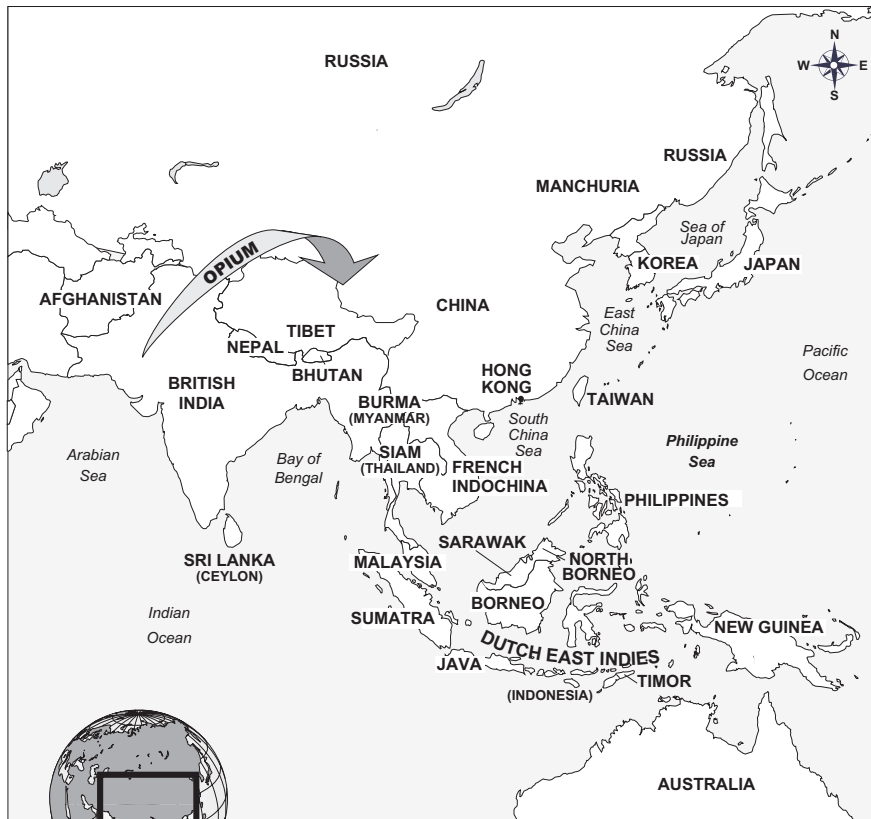 N
W E
S
RUSSIA
RUSSIA
MANCHURIA
Sea of
Japan
KOREA
JAPAN
OPIUM
AFGHANISTAN
CHINA
TIBET
NEPAL
BHUTAN
East
China
Sea
Pacific
Ocean
HONG
KONG
BRITISH
INDIA
BURMA
(MYANMAR)
TAIWAN
South
China
Sea
SIAM
(THAILAND)
FRENCH
INDOCHINA
Arabian
Sea
Bay of
Bengal
Philippine
Sea
PHILIPPINES
SRI LANKA
(CEYLON)
MALAYSIA
SARAWAK
NORTH
BORNEO
BORNEO
SUMATRA
Indian
Ocean
NEW GUINEA
DUTCH EAST INDIES
JAVA
(INDONESIA)
TIMOR
AUSTRALIA